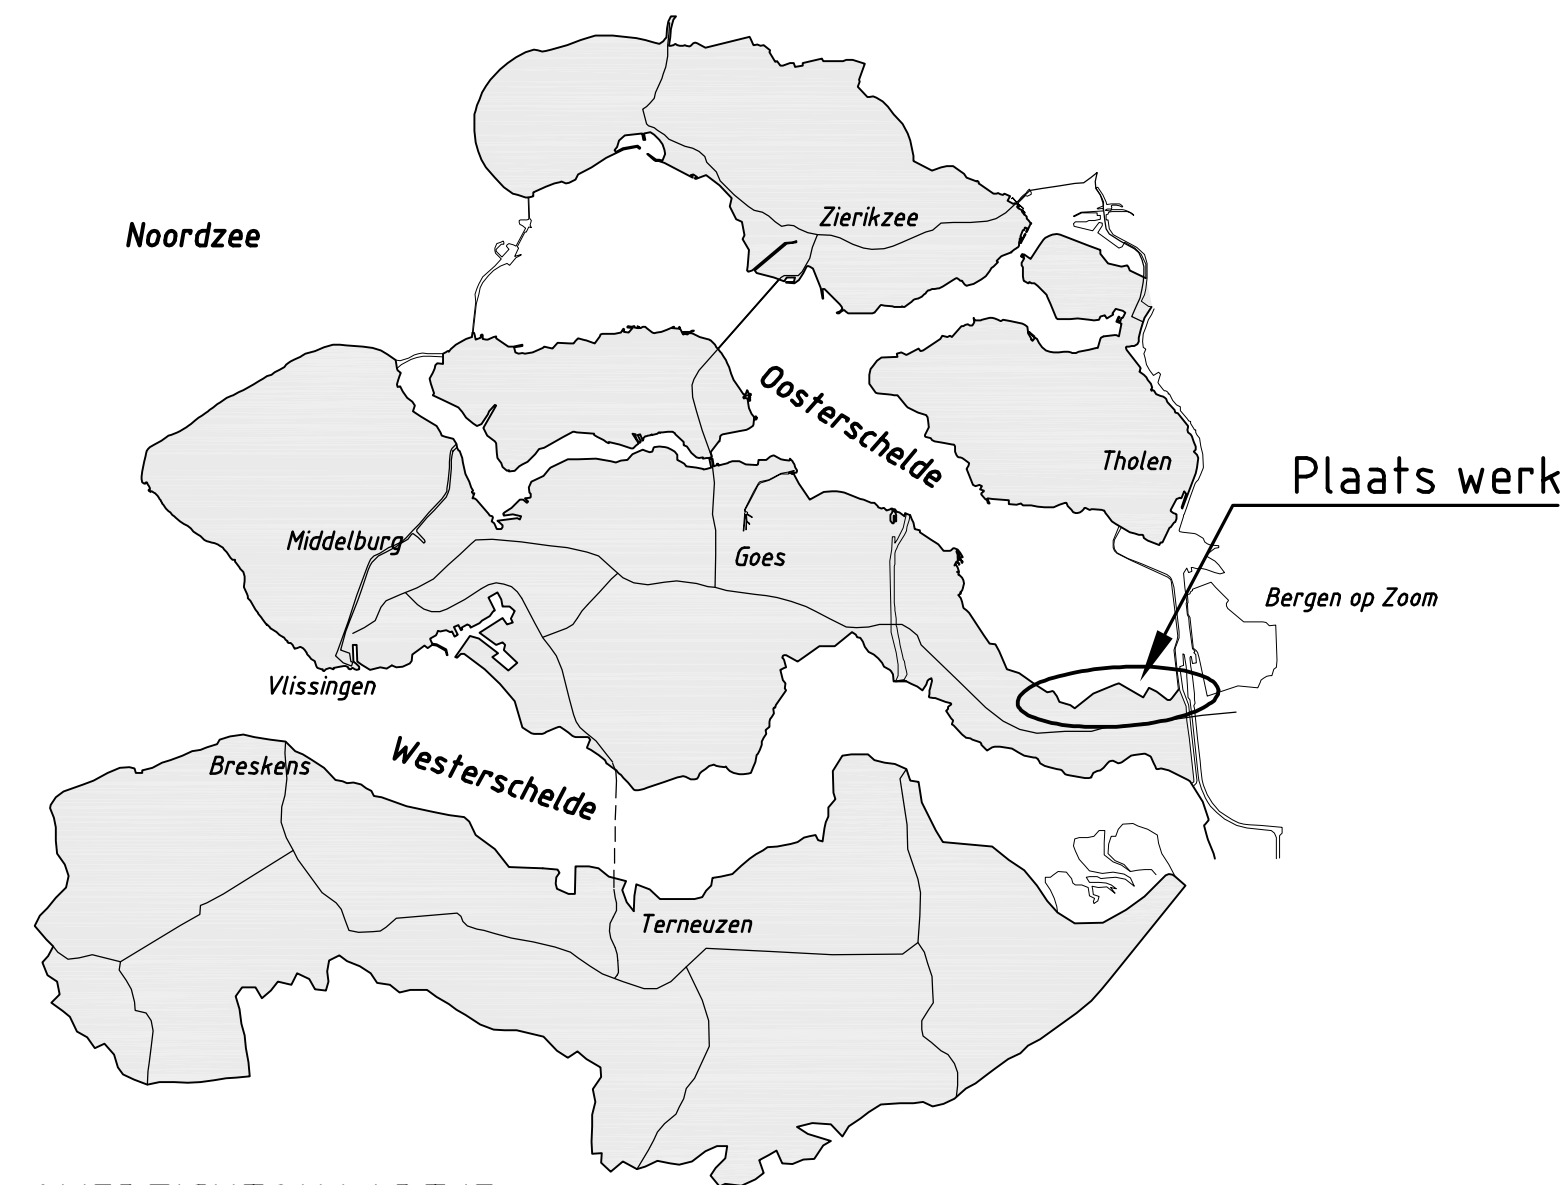 Noordzee
Zierikzee
Oosterschelde
Tholen
Plaats werk
Middelburg
Goes
Bergen op Zoom
Vlissingen
Westerschelde
Breskens
Terneuzen